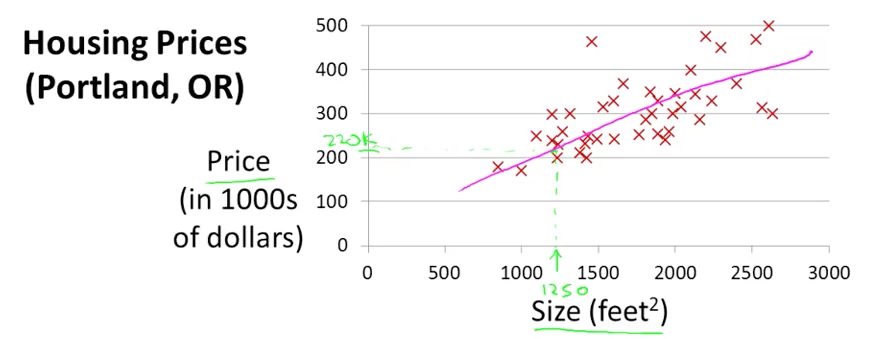 Housing Prices
(Portland, OR)
Price
(in 1000s
of dollars)
500
400
300
220K
200
100
0
0 500 1000 1500 2000 2500 3000
1250
Size (feet²)